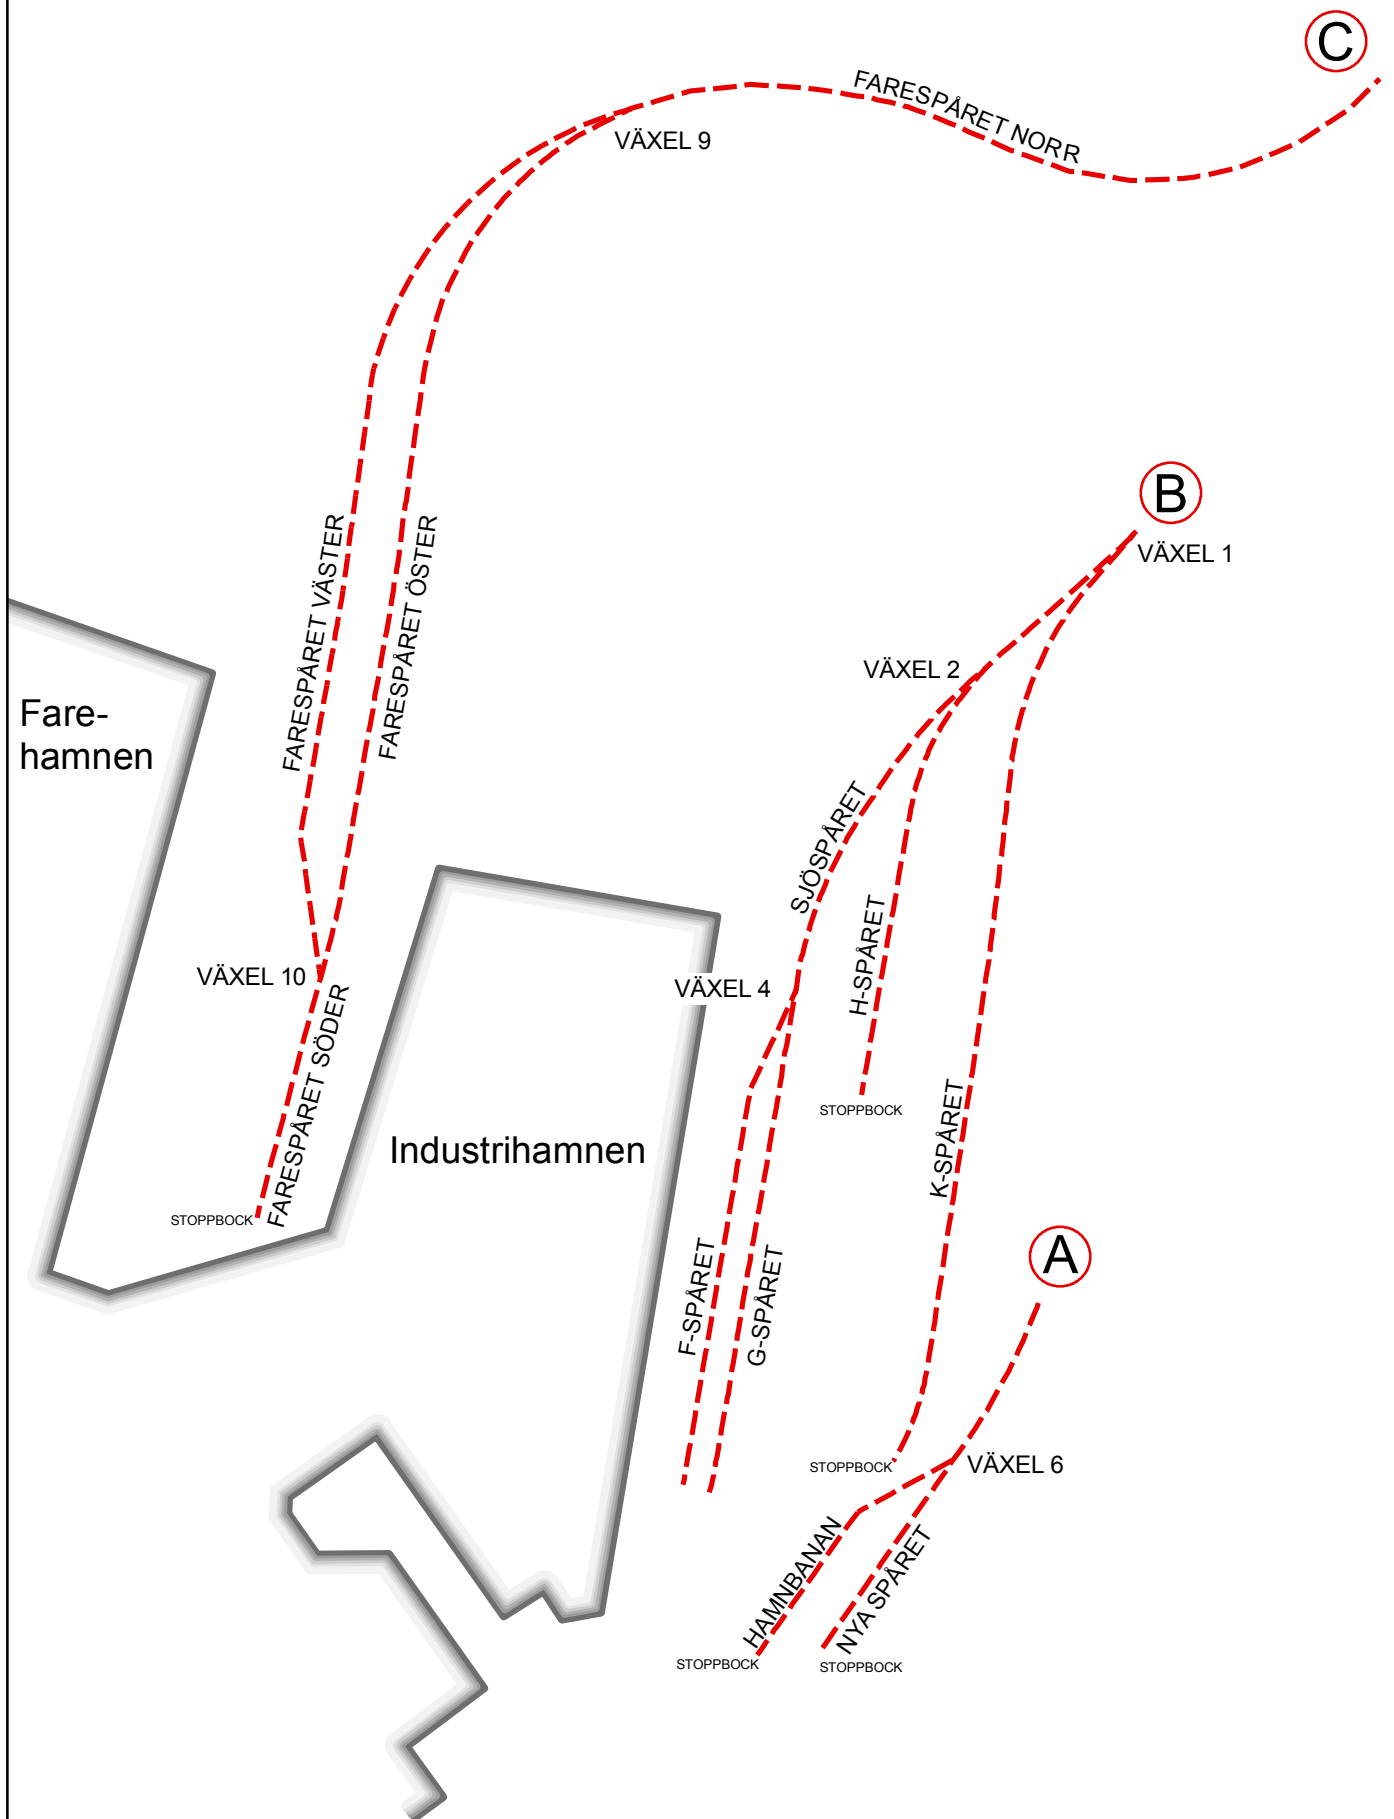 C
FARESPÅRET NORR
VÄXEL 9
B
VÄXEL 1
FARESPÅRET VÄSTER
FARESPÅRET ÖSTER
VÄXEL 2
Fare-
hamnen
SJÖSPÅRET
H-SPÅRET
VÄXEL 10
VÄXEL 4
FARESPÅRET SÖDER
STOPPBOCK
K-SPÅRET
Industrihamnen
STOPPBOCK
A
F-SPÅRET
G-SPÅRET
STOPPBOCK
VÄXEL 6
HAMNBANAN
NYA SPÅRET
STOPPBOCK
STOPPBOCK